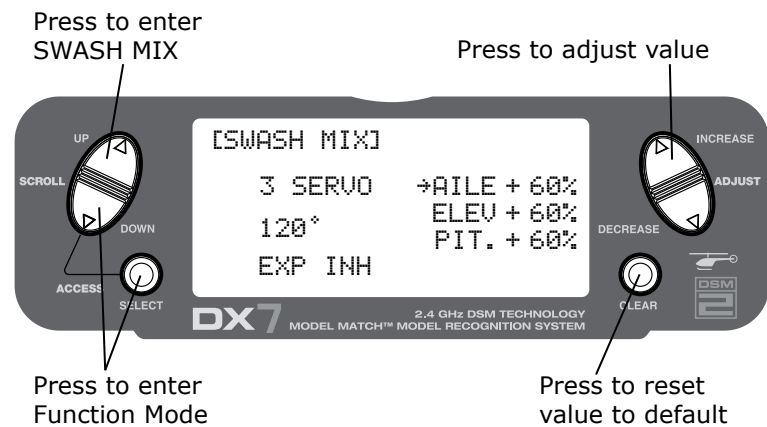 Press to enter
SWASH MIX
Press to adjust value
UP
SCROLL
DOWN
ACCESS
SELECT
[SWASH MIX]
3 SERVO
120°
EXP INH
→AILE + 60%
ELEV + 60%
PIT. + 60%
INCREASE
ADJUST
DECREASE
CLEAR
DSM
2
DX7
2.4 GHz DSM TECHNOLOGY
MODEL MATCH™ MODEL RECOGNITION SYSTEM
Press to enter
Function Mode
Press to reset
value to default